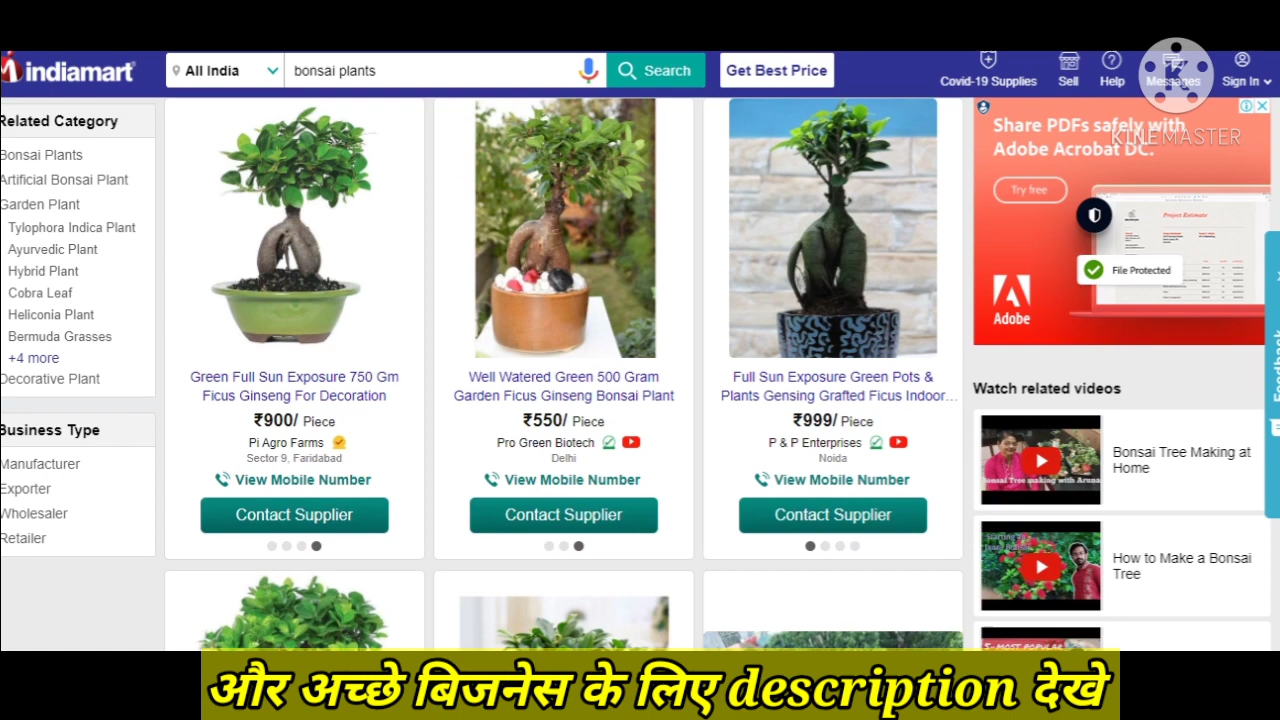 indiamart
All India
bonsai plants
Search
Get Best Price
Covid-19 Supplies
Sell
Help
Messages
Sign In
KINEMASTER
Related Category
Bonsai Plants
Artificial Bonsai Plant
Garden Plant
Tylophora Indica Plant
Ayurvedic Plant
Hybrid Plant
Cobra Leaf
Heliconia Plant
Bermuda Grasses
+4 more
Decorative Plant
Business Type
Manufacturer
Exporter
Wholesaler
Retailer
Green Full Sun Exposure 750 Gm
Ficus Ginseng For Decoration
₹900/ Piece
Pi Agro Farms
Sector 9, Faridabad
View Mobile Number
Contact Supplier
Well Watered Green 500 Gram
Garden Ficus Ginseng Bonsai Plant
₹550/ Piece
Pro Green Biotech
Delhi
View Mobile Number
Contact Supplier
Full Sun Exposure Green Pots &
Plants Gensing Grafted Ficus Indoor...
₹999/ Piece
P & P Enterprises
Noida
View Mobile Number
Contact Supplier
Share PDFs safely with
Adobe Acrobat DC.
Try free
Project Estimate
File Protected
Adobe
Feedback
Watch related videos
Bonsai Tree making with Aruna
Bonsai Tree Making at
Home
How to Make a Bonsai
Tree
और अच्छे बिजनेस के लिए description देखे